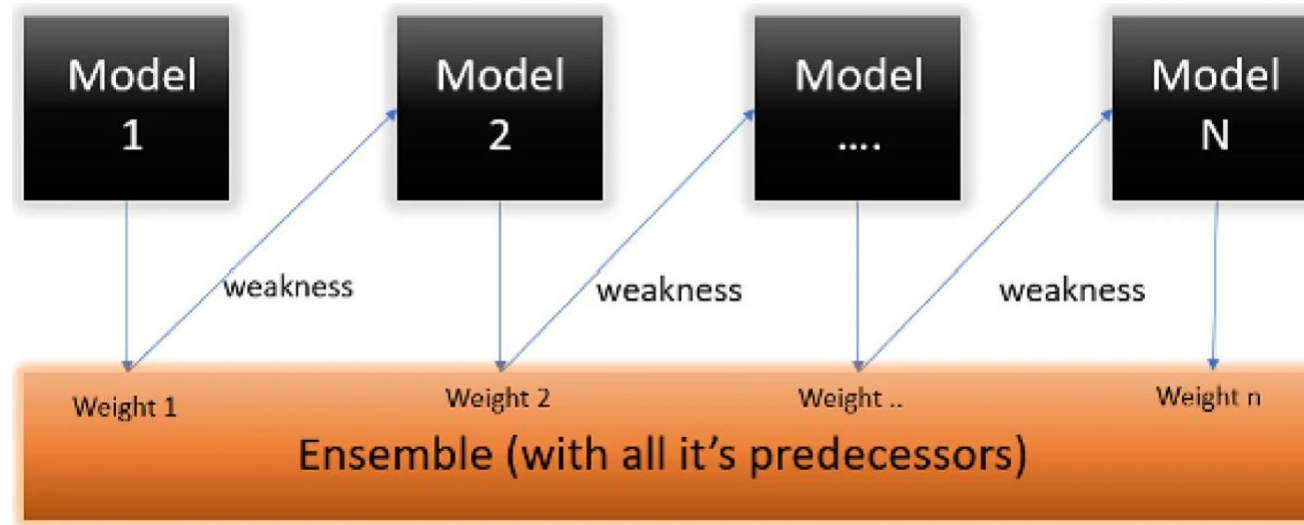 Model
1
Model
2
Model
....
Model
N
weakness
weakness
weakness
Weight 1
Weight 2
Weight ..
Weight n
Ensemble (with all it's predecessors)